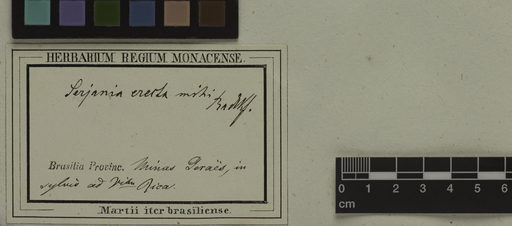 HERBARIUM REGIUM MONACENSE.
Serjania erecta mihi
Radlkf.
Brasilia Provinc. Minas Geraës, in
sylvis ad Villa Rica.
Martii iter brasiliense.
0 1 2 3 4 5 6
cm